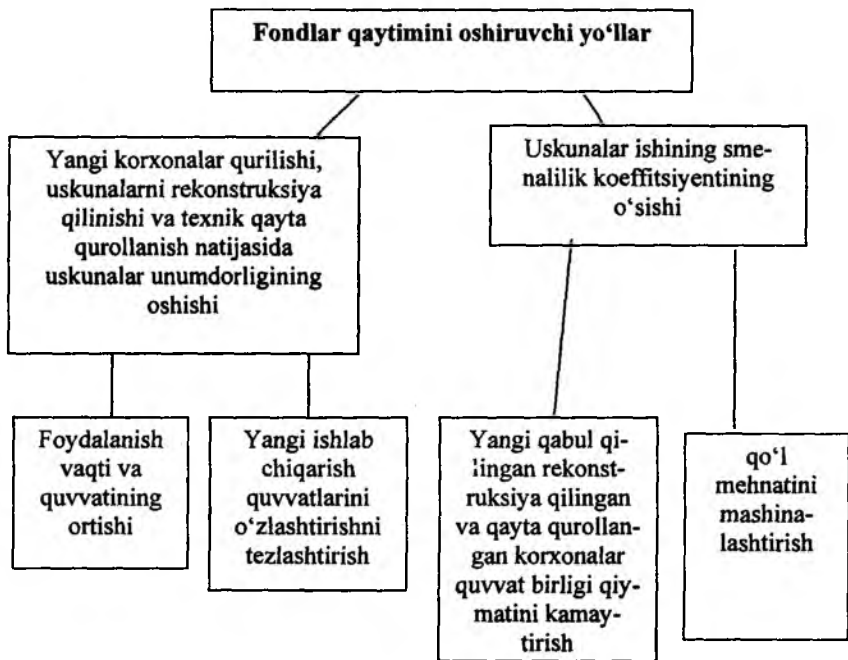 Fondlar qaytimini oshiruvchi yo‘llar
Yangi korxonalar qurilishi,
uskunalarni rekonstruksiya
qilinishi va texnik qayta
qurollanish natijasida
uskunalar unumdorligining
oshishi
Uskunalar ishining sme-
nalilik koeffitsiyentining
o‘sishi
Foydalanish
vaqti va
quvvatining
ortishi
Yangi ishlab
chiqarish
quvvatlarini
o‘zlashtirishni
tezlashtirish
Yangi qabul qi-
lingan rekonst-
ruksiya qilingan
va qayta qurollan-
gan korxonalar
quvvat birligi qiy-
matini kamay-
tirish
qo‘l
mehnatini
mashina-
lashtirish